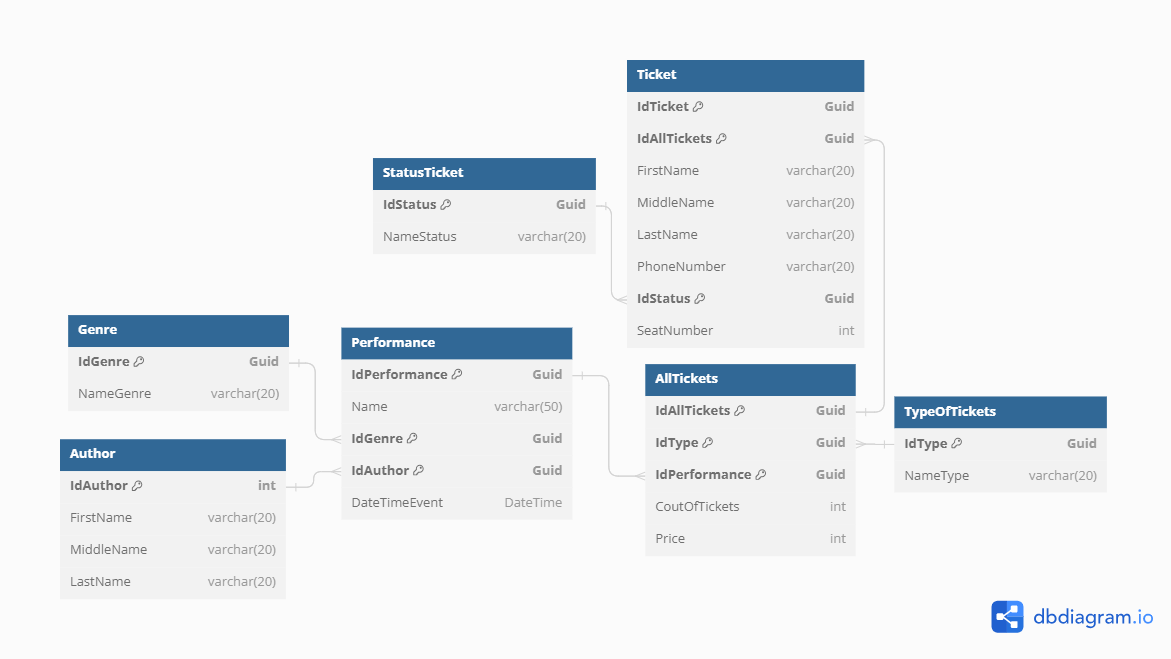 Ticket
IdTicket Guid
IdAllTickets Guid
FirstName varchar(20)
MiddleName varchar(20)
LastName varchar(20)
PhoneNumber varchar(20)
IdStatus Guid
SeatNumber int
StatusTicket
IdStatus Guid
NameStatus varchar(20)
Genre
IdGenre Guid
NameGenre varchar(20)
Performance
IdPerformance Guid
Name varchar(50)
IdGenre Guid
IdAuthor Guid
DateTimeEvent DateTime
Author
IdAuthor int
FirstName varchar(20)
MiddleName varchar(20)
LastName varchar(20)
AllTickets
IdAllTickets Guid
IdType Guid
IdPerformance Guid
CoutOfTickets int
Price int
TypeOfTickets
IdType Guid
NameType varchar(20)
dbdiagram.io